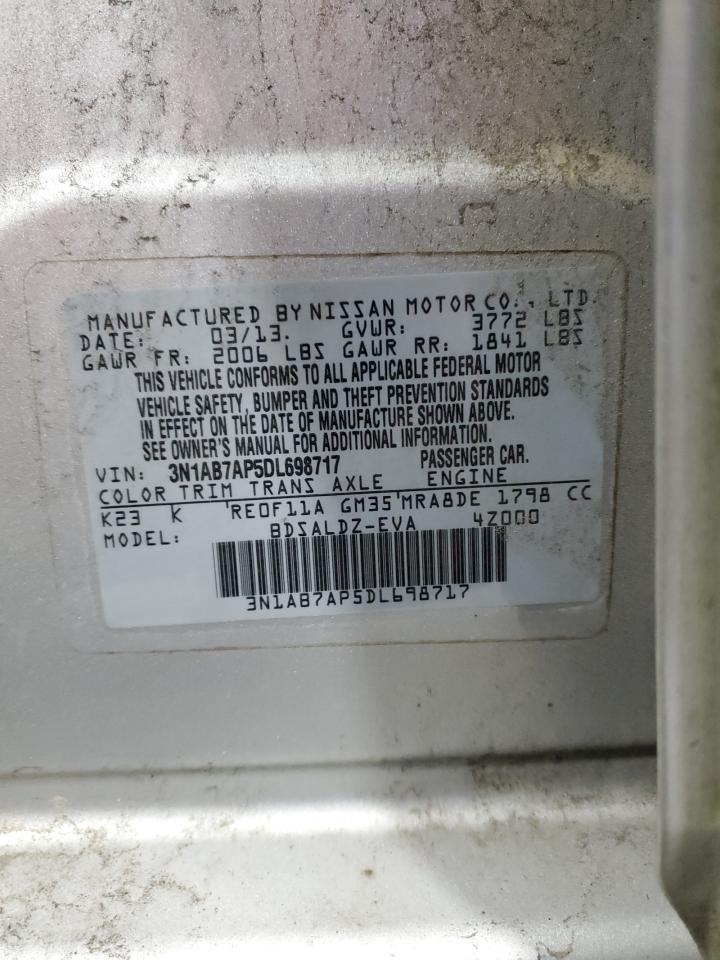 MANUFACTURED BY NISSAN MOTOR CO., LTD.
DATE: 03/13. GVWR: 3772 LBS
GAWR FR: 2006 LBS GAWR RR: 1841 LBS
THIS VEHICLE CONFORMS TO ALL APPLICABLE FEDERAL MOTOR
VEHICLE SAFETY, BUMPER AND THEFT PREVENTION STANDARDS
IN EFFECT ON THE DATE OF MANUFACTURE SHOWN ABOVE.
SEE OWNER'S MANUAL FOR ADDITIONAL INFORMATION.
VIN: 3N1AB7AP5DL698717 PASSENGER CAR.
COLOR TRIM TRANS AXLE ENGINE
K23 K 'RE0F11A GM35'MRA8DE 1798 CC
MODEL: BDSALDZ-EVA 4Z000
3N1AB7AP5DL698717